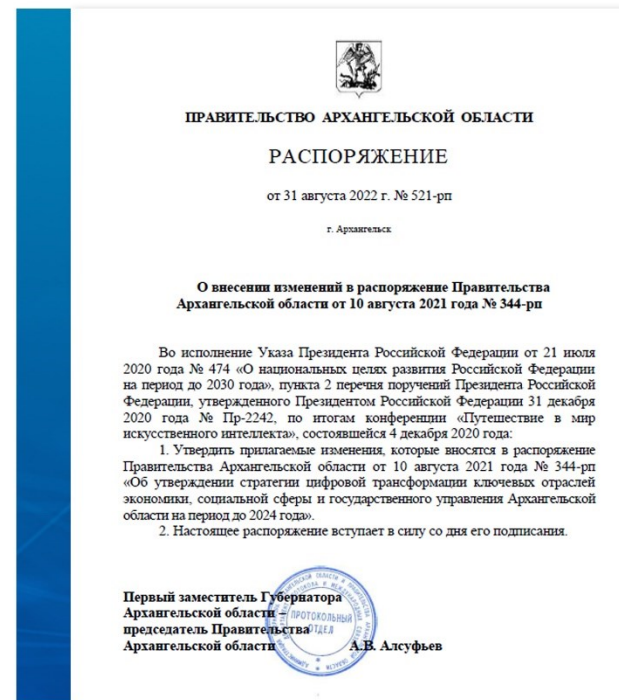 ПРАВИТЕЛЬСТВО АРХАНГЕЛЬСКОЙ ОБЛАСТИ
РАСПОРЯЖЕНИЕ
от 31 августа 2022 г. № 521-рп
г. Архангельск
О внесении изменений в распоряжение Правительства
Архангельской области от 10 августа 2021 года № 344-рп
Во исполнение Указа Президента Российской Федерации от 21 июля
2020 года № 474 «О национальных целях развития Российской Федерации
на период до 2030 года», пункта 2 перечня поручений Президента Российской
Федерации, утвержденного Президентом Российской Федерации 31 декабря
2020 года № Пр-2242, по итогам конференции «Путешествие в мир
искусственного интеллекта», состоявшейся 4 декабря 2020 года:
1. Утвердить прилагаемые изменения, которые вносятся в распоряжение
Правительства Архангельской области от 10 августа 2021 года № 344-рп
«Об утверждении стратегии цифровой трансформации ключевых отраслей
экономики, социальной сферы и государственного управления Архангельской
области на период до 2024 года».
2. Настоящее распоряжение вступает в силу со дня его подписания.
Первый заместитель Губернатора
Архангельской области –
председатель Правительства
Архангельской области А.В. Алсуфьев
ПРОТОКОЛЬНЫЙ
ОТДЕЛ